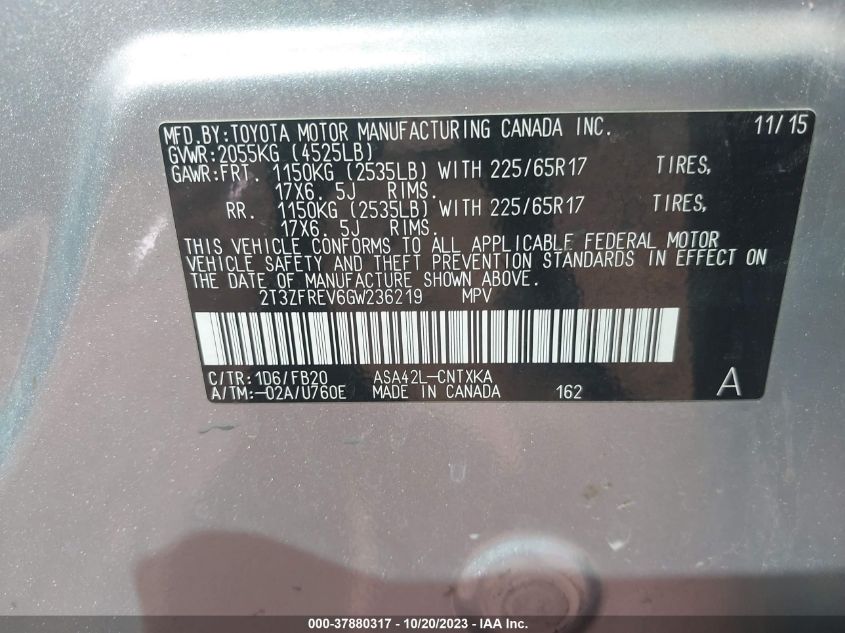 MFD.BY:TOYOTA MOTOR MANUFACTURING CANADA INC. 11/15
GVWR:2055KG (4525LB)
GAWR:FRT. 1150KG (2535LB) WITH 225/65R17 TIRES,
17X6. 5J RIMS.
RR. 1150KG (2535LB) WITH 225/65R17 TIRES,
17X6. 5J RIMS.
THIS VEHICLE CONFORMS TO ALL APPLICABLE FEDERAL MOTOR
VEHICLE SAFETY AND THEFT PREVENTION STANDARDS IN EFFECT ON
THE DATE OF MANUFACTURE SHOWN ABOVE.
2T3ZFREV6GW236219 MPV
C/TR:1D6/FB20 ASA42L-CNTXKA A
A/TM:-02A/U760E MADE IN CANADA 162
000-37880317 - 10/20/2023 - IAA Inc.